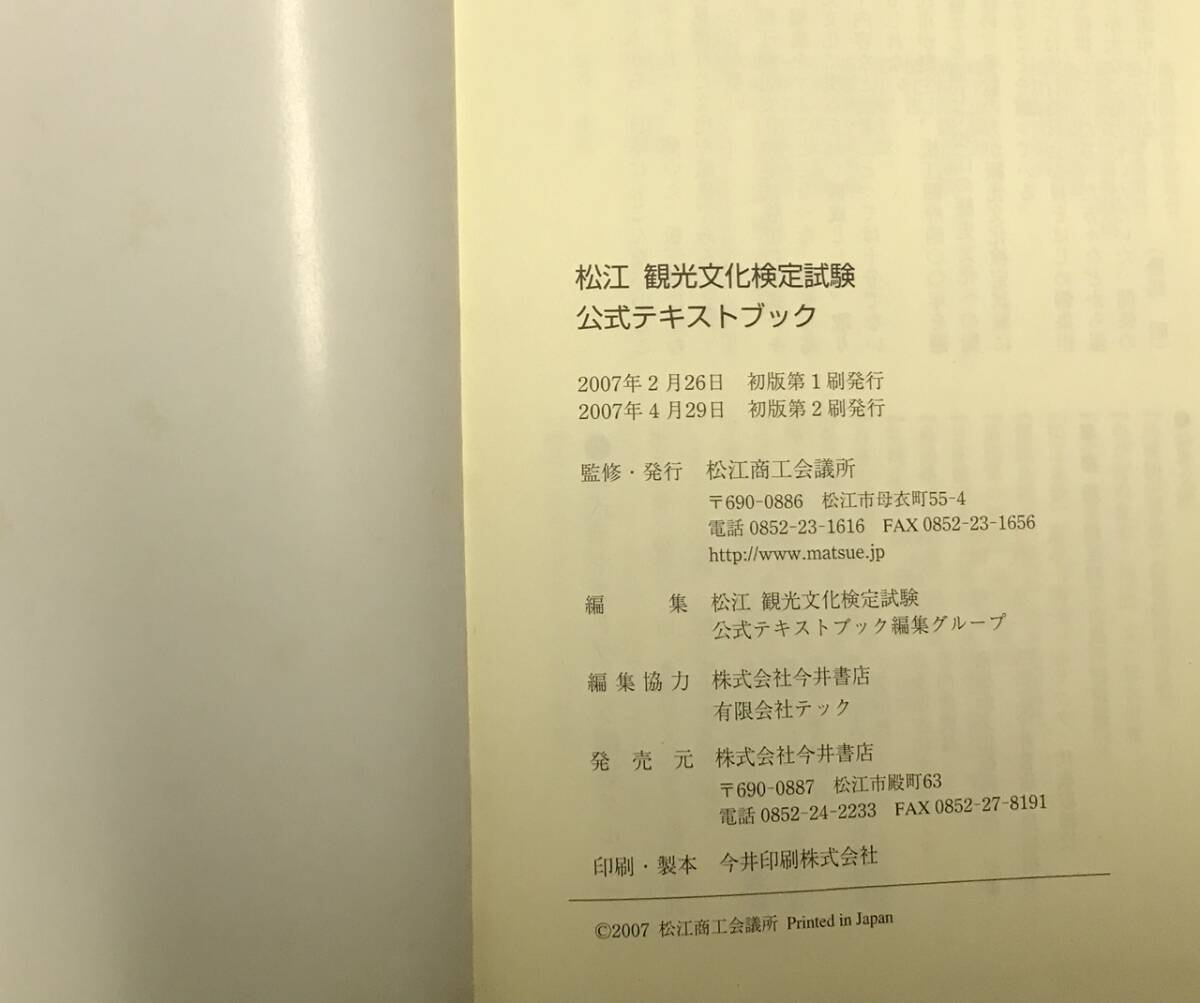 松江 観光文化検定試験
公式テキストブック
2007年2月26日 初版第1刷発行
2007年4月29日 初版第2刷発行
監修・発行 松江商工会議所
〒690-0886 松江市母衣町55-4
電話 0852-23-1616 FAX 0852-23-1656
http://www.matsue.jp
編 集 松江 観光文化検定試験
公式テキストブック編集グループ
編集協力 株式会社今井書店
有限会社テック
発 売 元 株式会社今井書店
〒690-0887 松江市殿町63
電話 0852-24-2233 FAX 0852-27-8191
印刷・製本 今井印刷株式会社
©2007 松江商工会議所 Printed in Japan